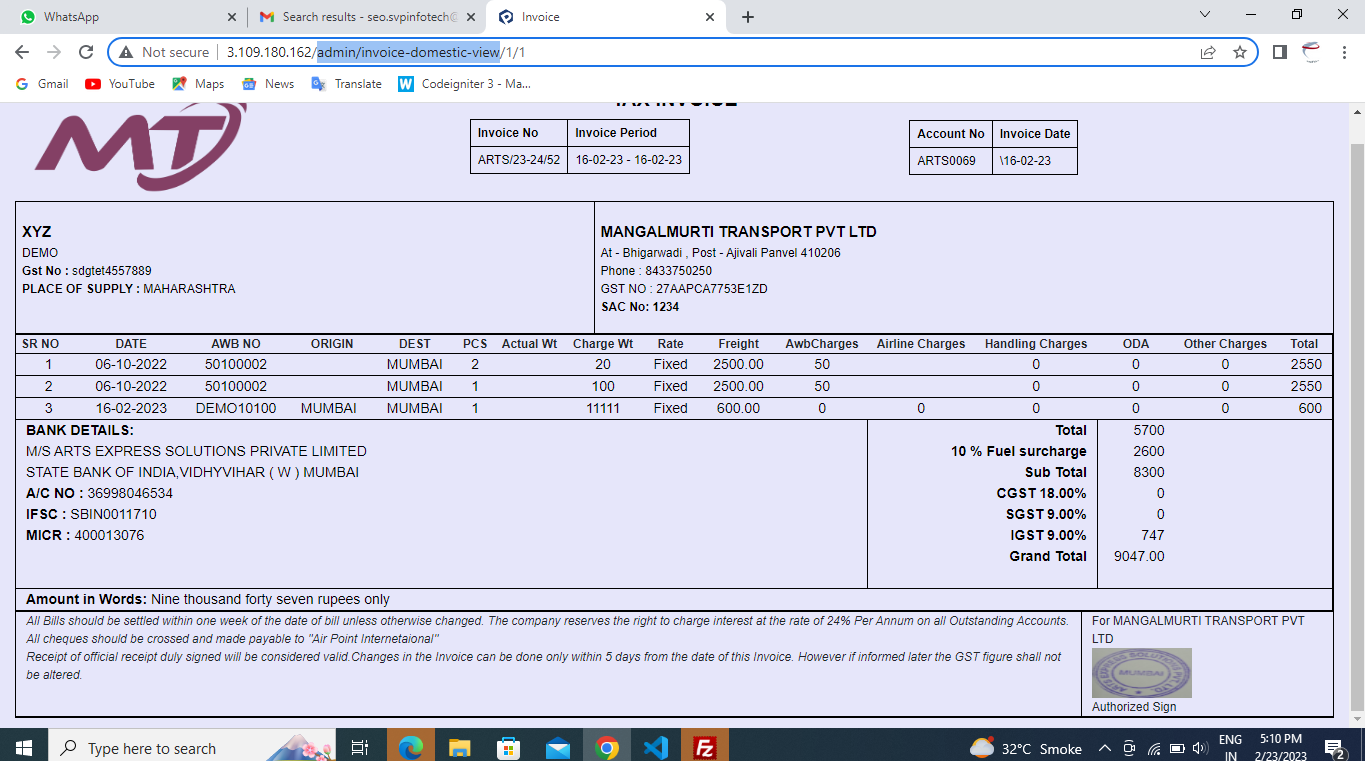 WhatsApp
Search results - seo.svpinfotech@
Invoice
Not secure 3.109.180.162/admin/invoice-domestic-view/1/1
Gmail YouTube Maps News Translate Codeigniter 3 - Ma...
TAX INVOICE
MT
Invoice No Invoice Period
ARTS/23-24/52 16-02-23 - 16-02-23
Account No Invoice Date
ARTS0069 \16-02-23
XYZ
DEMO
Gst No : sdgtet4557889
PLACE OF SUPPLY : MAHARASHTRA
MANGALMURTI TRANSPORT PVT LTD
At - Bhigarwadi , Post - Ajivali Panvel 410206
Phone : 8433750250
GST NO : 27AAPCA7753E1ZD
SAC No: 1234
SR NO DATE AWB NO ORIGIN DEST PCS Actual Wt Charge Wt Rate Freight AwbCharges Airline Charges Handling Charges ODA Other Charges Total
1 06-10-2022 50100002 MUMBAI 2 20 Fixed 2500.00 50 0 0 0 2550
2 06-10-2022 50100002 MUMBAI 1 100 Fixed 2500.00 50 0 0 0 2550
3 16-02-2023 DEMO10100 MUMBAI MUMBAI 1 11111 Fixed 600.00 0 0 0 0 0 600
BANK DETAILS:
M/S ARTS EXPRESS SOLUTIONS PRIVATE LIMITED
STATE BANK OF INDIA,VIDHYVIHAR ( W ) MUMBAI
A/C NO : 36998046534
IFSC : SBIN0011710
MICR : 400013076
Total 5700
10 % Fuel surcharge 2600
Sub Total 8300
CGST 18.00% 0
SGST 9.00% 0
IGST 9.00% 747
Grand Total 9047.00
Amount in Words: Nine thousand forty seven rupees only
All Bills should be settled within one week of the date of bill unless otherwise changed. The company reserves the right to charge interest at the rate of 24% Per Annum on all Outstanding Accounts.
All cheques should be crossed and made payable to "Air Point Internetaional"
Receipt of official receipt duly signed will be considered valid.Changes in the Invoice can be done only within 5 days from the date of this Invoice. However if informed later the GST figure shall not
be altered.
For MANGALMURTI TRANSPORT PVT
LTD
ARTS EXPRESS SOLUTIONS PVT. LTD.
MUMBAI
Authorized Sign
Type here to search
32°C Smoke
ENG
IN
5:10 PM
2/23/2023
2